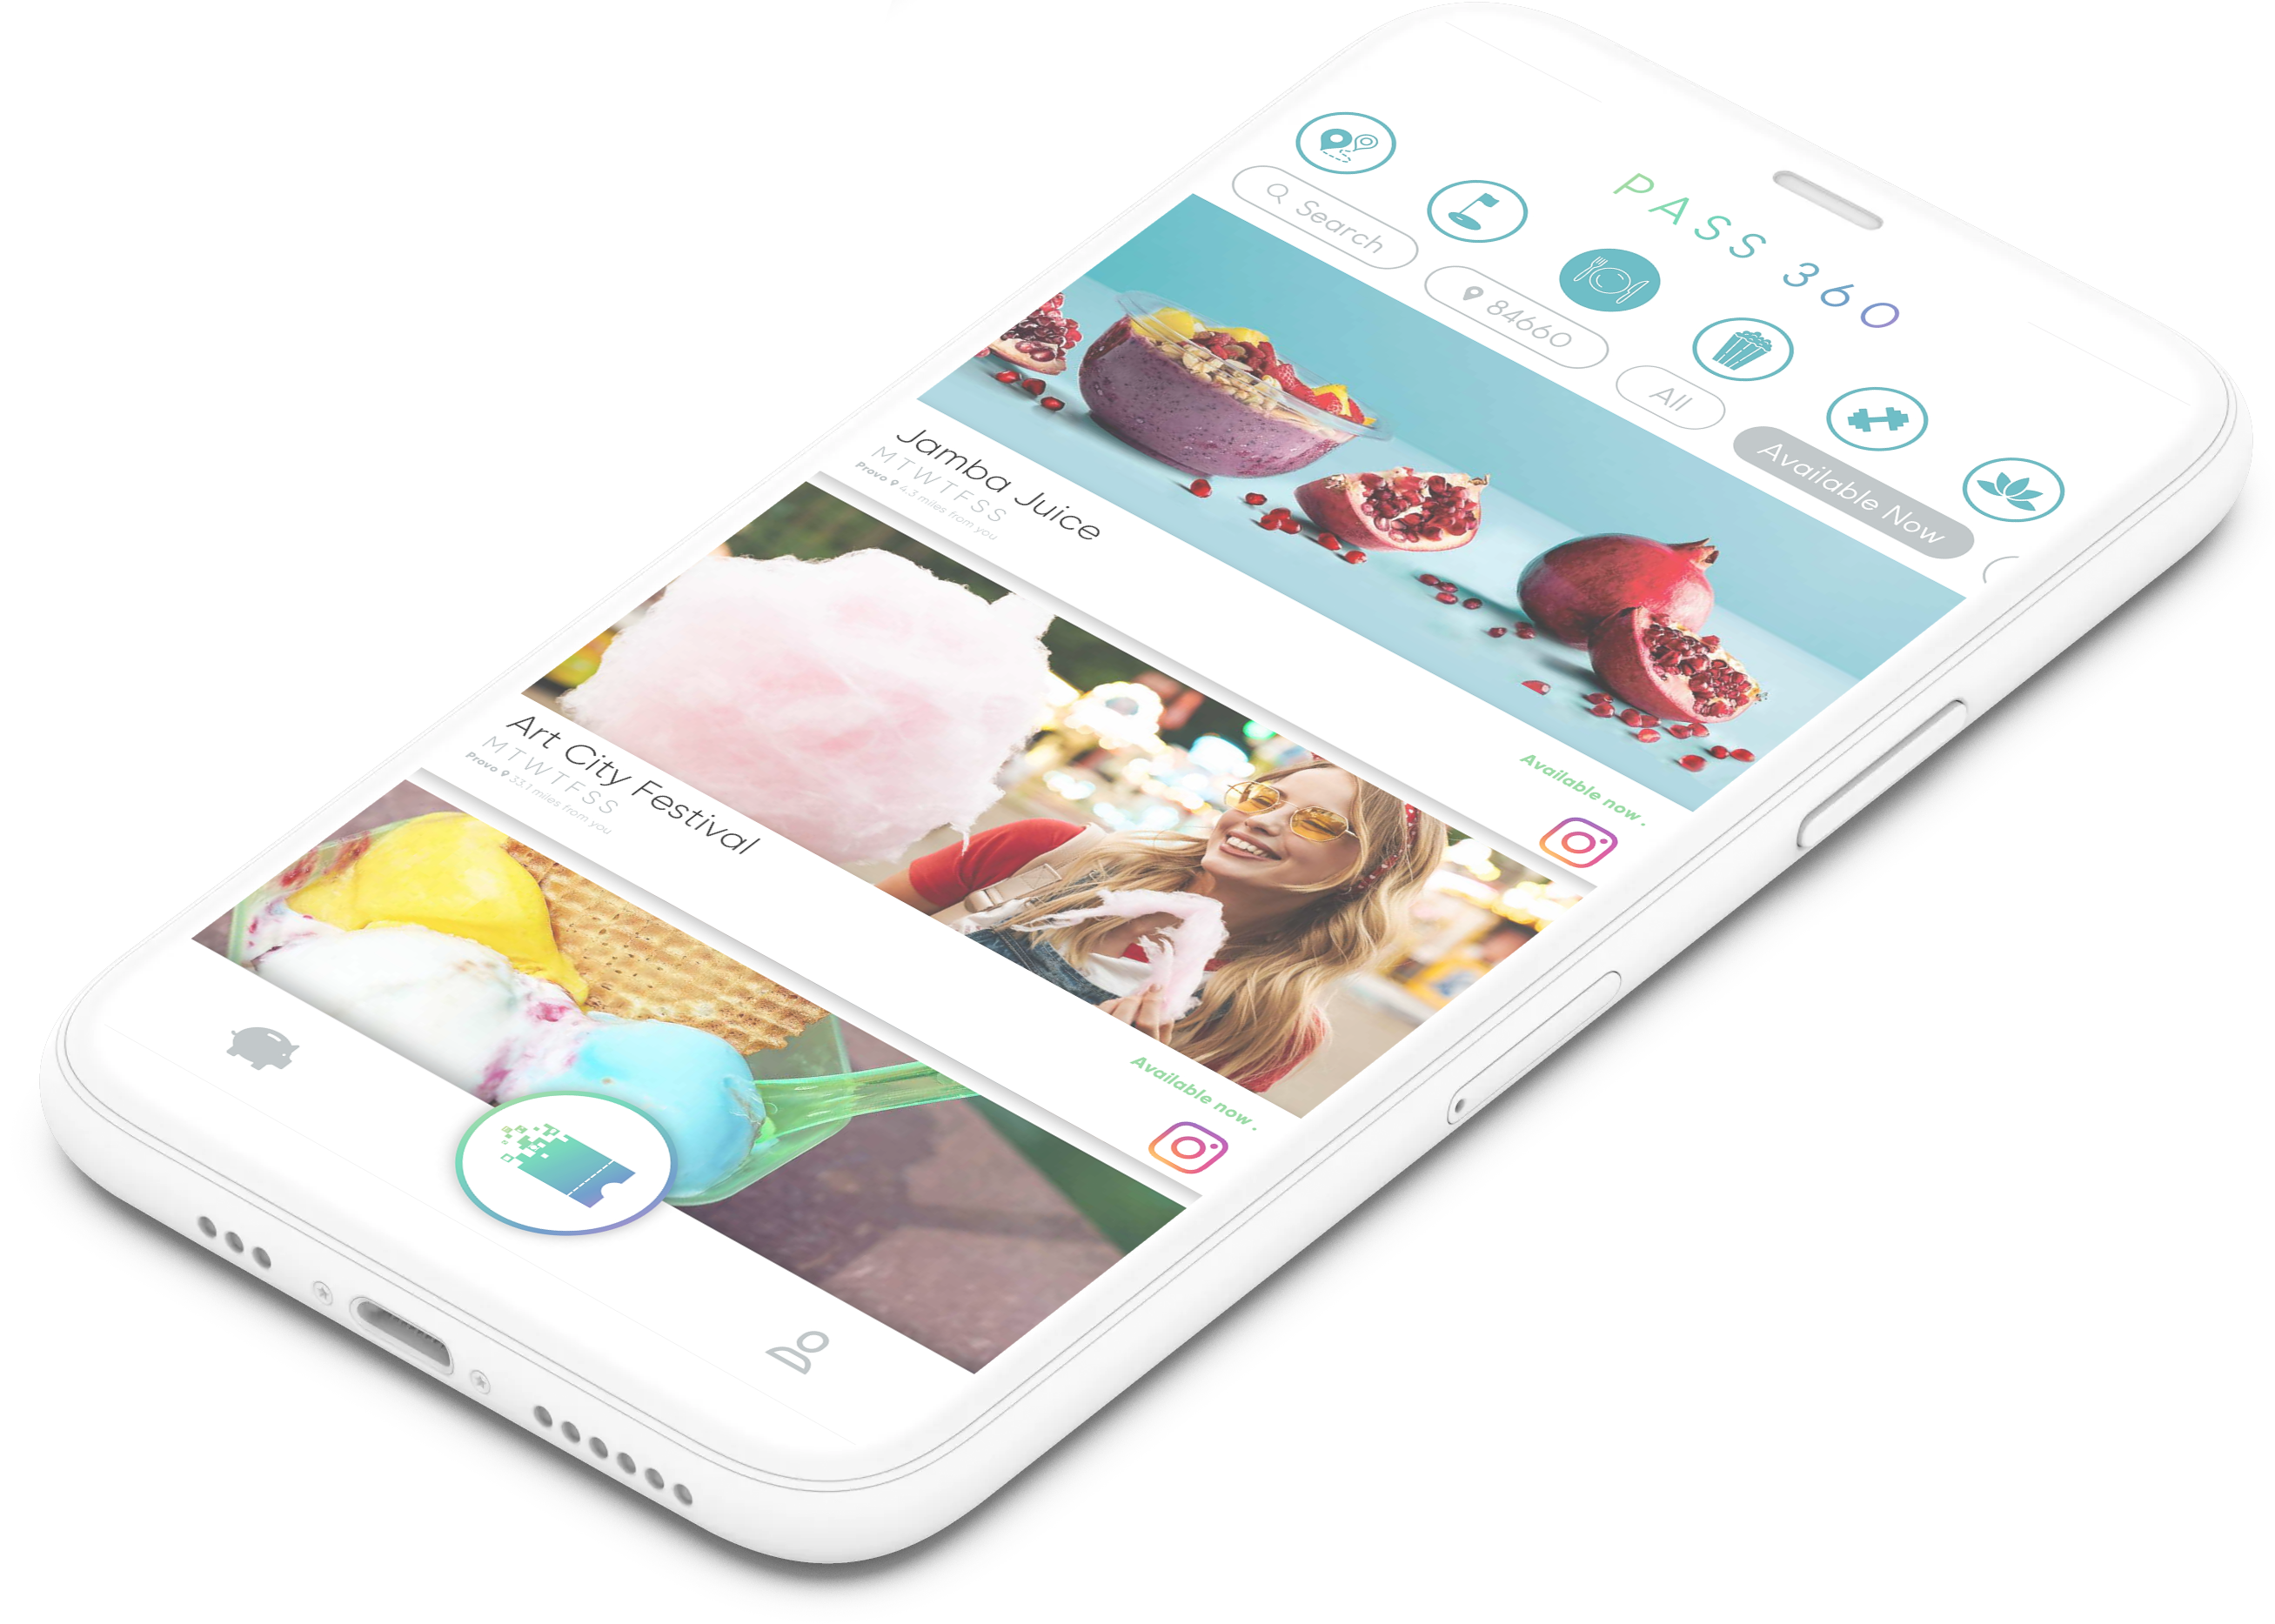 PASS 360
Search
84660
All
Available Now
Jamba Juice
MTWTFSS
Provo 4.3 miles from you
Available now
Art City Festival
MTWTFSS
Provo 33.1 miles from you
Available now